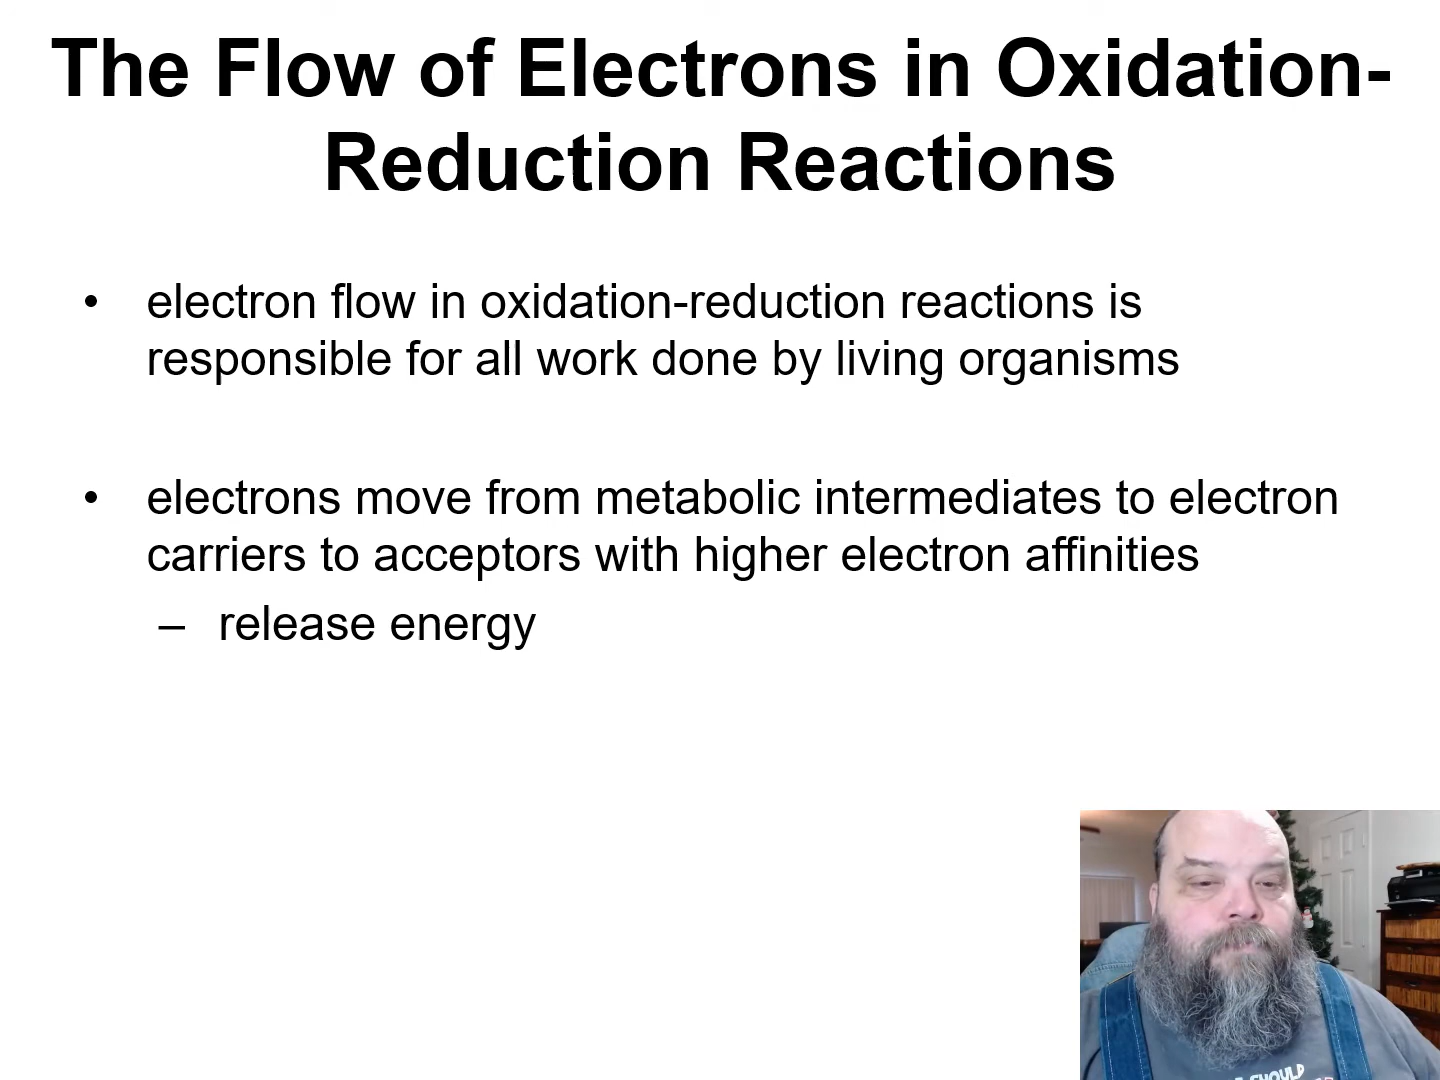 The Flow of Electrons in Oxidation-
Reduction Reactions
• electron flow in oxidation-reduction reactions is
responsible for all work done by living organisms
• electrons move from metabolic intermediates to electron
carriers to acceptors with higher electron affinities
– release energy
SHOULD